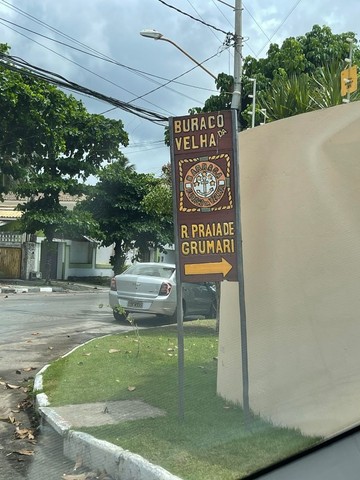 BURACO DA
VELHA
R. PRAIA DE
GRUMARI